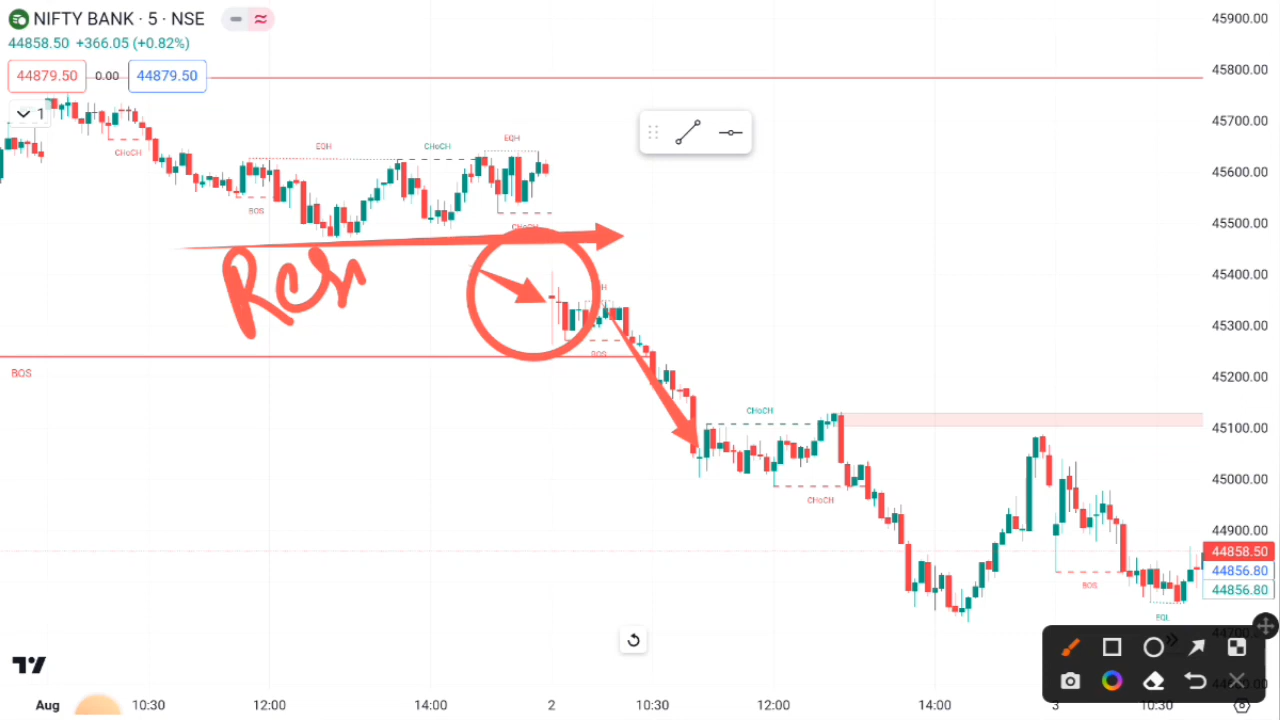 NIFTY BANK · 5 · NSE
44858.50 +366.05 (+0.82%)
44879.50 0.00 44879.50
1
45900.00
45800.00
45700.00
45600.00
45500.00
45400.00
45300.00
45200.00
45100.00
45000.00
44900.00
44858.50
44856.80
44856.80
CHoCH
EQH
CHoCH
EQH
BOS
Resi
BOS
BOS
CHoCH
CHoCH
BOS
EQL
Aug 10:30 12:00 14:00 2 10:30 12:00 14:00 3 10:30